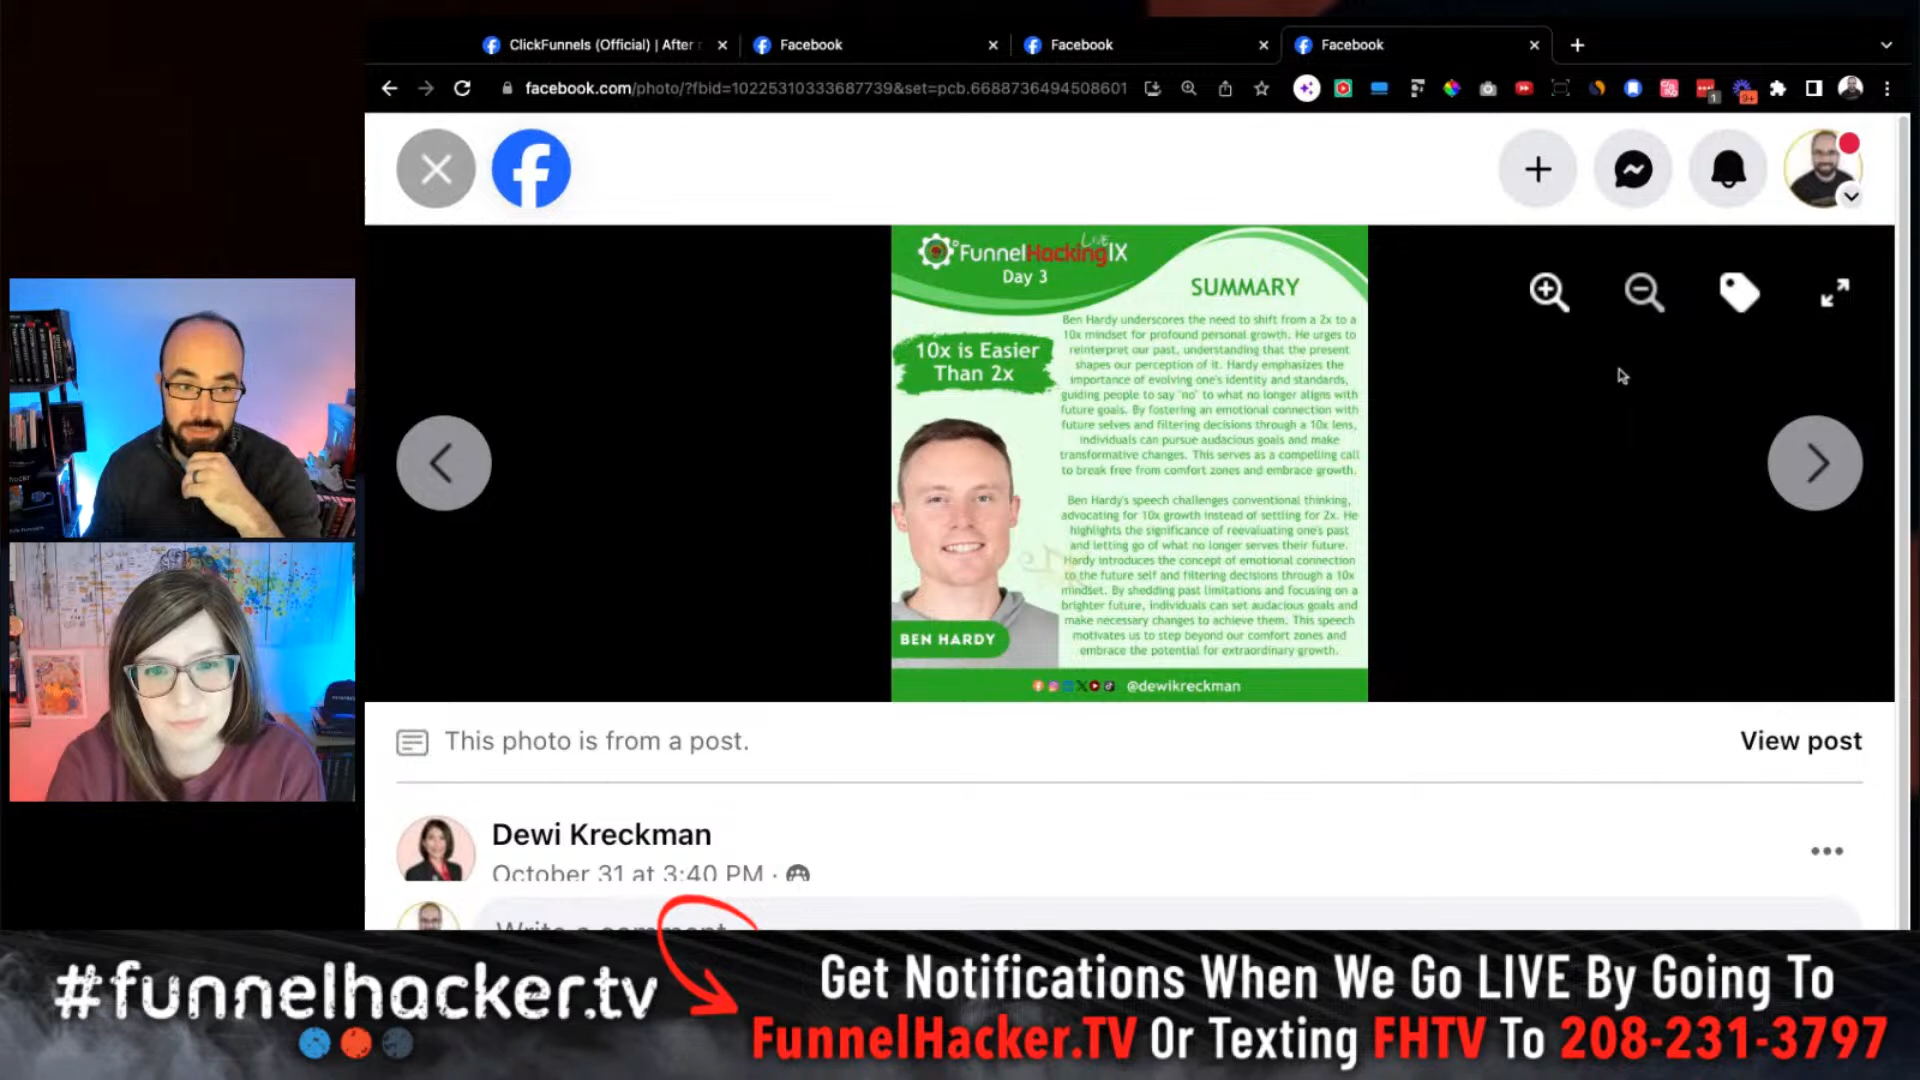 ClickFunnels (Official) | After
Facebook
Facebook
Facebook
facebook.com/photo/?fbid=10225310333687739&set=pcb.6688736494508601
1
9+
FunnelHacking LIVE IX
Day 3
SUMMARY
10x is Easier
Than 2x
Ben Hardy underscores the need to shift from a 2x to a
10x mindset for profound personal growth. He urges to
reinterpret our past, understanding that the present
shapes our perception of it. Hardy emphasizes the
importance of evolving one's identity and standards,
guiding people to say "no" to what no longer aligns with
future goals. By fostering an emotional connection with
future selves and filtering decisions through a 10x lens,
individuals can pursue audacious goals and make
transformative changes. This serves as a compelling call
to break free from comfort zones and embrace growth.
Ben Hardy's speech challenges conventional thinking,
advocating for 10x growth instead of settling for 2x. He
highlights the significance of reevaluating one's past
and letting go of what no longer serves their future.
Hardy introduces the concept of emotional connection
to the future self and filtering decisions through a 10x
mindset. By shedding past limitations and focusing on a
brighter future, individuals can set audacious goals and
make necessary changes to achieve them. This speech
motivates us to step beyond our comfort zones and
embrace the potential for extraordinary growth.
BEN HARDY
@dewikreckman
This photo is from a post.
View post
Dewi Kreckman
October 31 at 3:40 PM ·
Write a comment
#funnelhacker.tv
Get Notifications When We Go LIVE By Going To
FunnelHacker.TV Or Texting FHTV To 208-231-3797